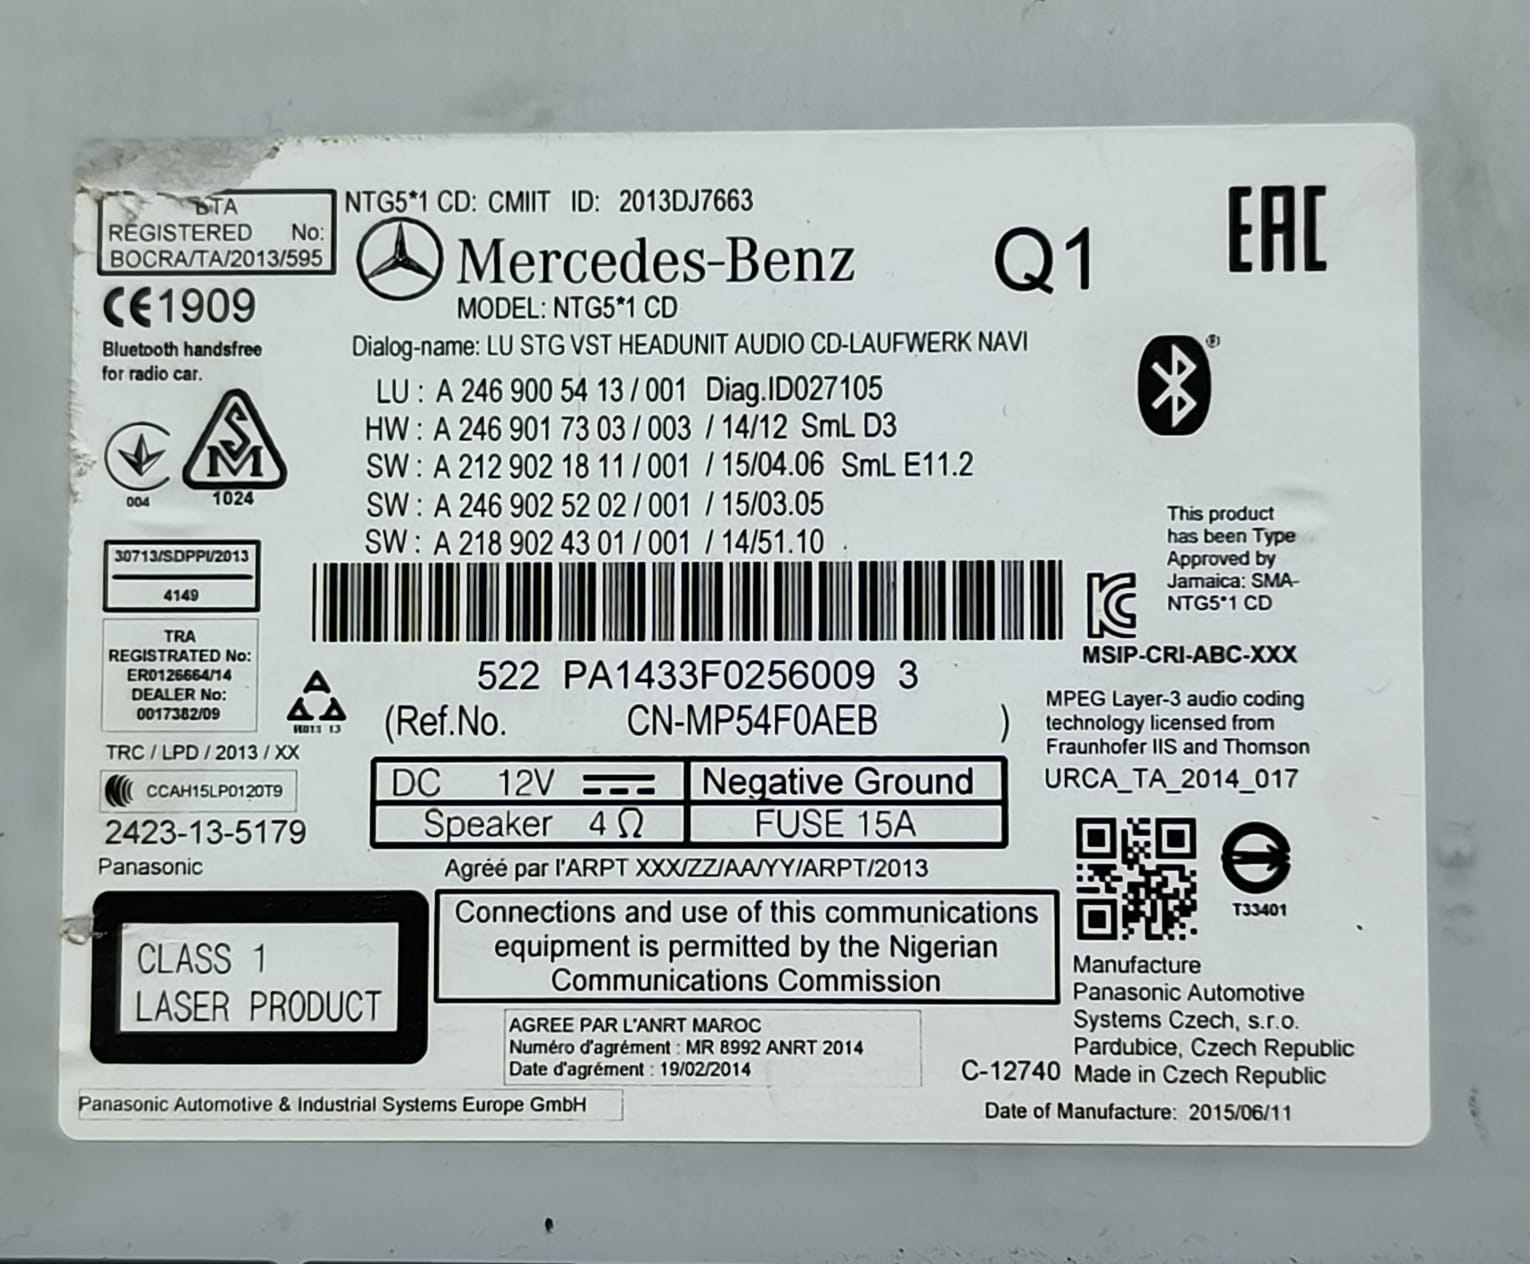 BTA
REGISTERED No:
BOCRA/TA/2013/595
NTG5*1 CD: CMIIT ID: 2013DJ7663
Mercedes-Benz
MODEL: NTG5*1 CD
Q1
EAC
CE1909
Bluetooth handsfree
for radio car.
Dialog-name: LU STG VST HEADUNIT AUDIO CD-LAUFWERK NAVI
LU : A 246 900 54 13 / 001 Diag.ID027105
HW : A 246 901 73 03 / 003 / 14/12 SmL D3
SW : A 212 902 18 11 / 001 / 15/04.06 SmL E11.2
SW : A 246 902 52 02 / 001 / 15/03.05
SW : A 218 902 43 01 / 001 / 14/51.10
004
SM
1024
30713/SDPPI/2013
4149
TRA
REGISTRATED No:
ER0126664/14
DEALER No:
0017382/09
522 PA1433F0256009 3
(Ref.No. CN-MP54F0AEB )
This product
has been Type
Approved by
Jamaica: SMA-
NTG5*1 CD
MSIP-CRI-ABC-XXX
MPEG Layer-3 audio coding
technology licensed from
Fraunhofer IIS and Thomson
URCA_TA_2014_017
TRC / LPD / 2013 / XX
CCAH15LP0120T9
2423-13-5179
Panasonic
DC 12V
Negative Ground
Speaker 4 Ω
FUSE 15A
Agréé par l'ARPT XXX/ZZ/AA/YY/ARPT/2013
T33401
CLASS 1
LASER PRODUCT
Connections and use of this communications
equipment is permitted by the Nigerian
Communications Commission
AGREE PAR L'ANRT MAROC
Numéro d'agrément : MR 8992 ANRT 2014
Date d'agrément : 19/02/2014
Manufacture
Panasonic Automotive
Systems Czech, s.r.o.
Pardubice, Czech Republic
C-12740 Made in Czech Republic
Panasonic Automotive & Industrial Systems Europe GmbH
Date of Manufacture: 2015/06/11